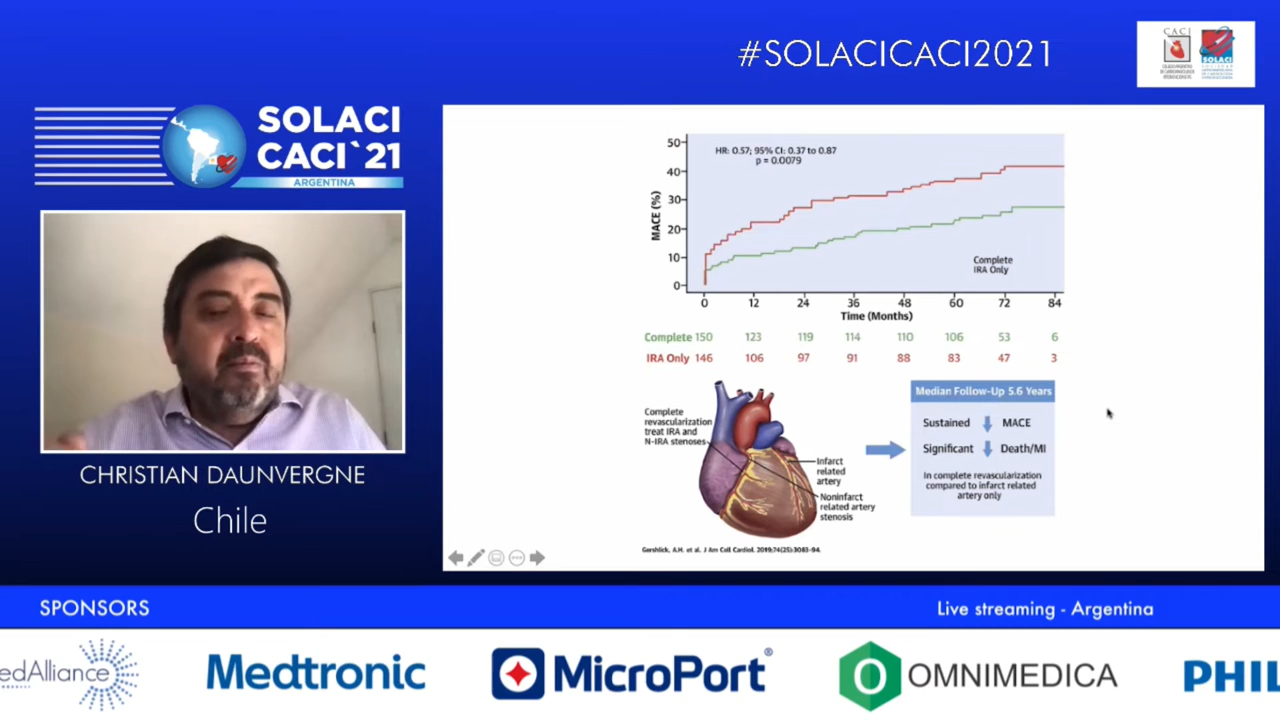 #SOLACICACI2021
CACI
SOLACI
SOLACI
CACI`21
ARGENTINA
CHRISTIAN DAUNVERGNE
Chile
HR: 0.57; 95% CI: 0.37 to 0.87
p = 0.0079
MACE (%)
50
40
30
20
10
0
Complete
IRA Only
0 12 24 36 48 60 72 84
Time (Months)
Complete 150 123 119 114 110 106 53 6
IRA Only 146 106 97 91 88 83 47 3
Complete
revascularization
treat IRA and
N-IRA stenoses
Infarct
related
artery
Noninfarct
related artery
stenosis
Median Follow-Up 5.6 Years
Sustained MACE
Significant Death/MI
In complete revascularization
compared to infarct related
artery only
Gershlick, A.H. et al. J Am Coll Cardiol. 2019;74(25):3083-94.
SPONSORS
Live streaming - Argentina
edAlliance
Medtronic
MicroPort®
OMNIMEDICA
PHIL